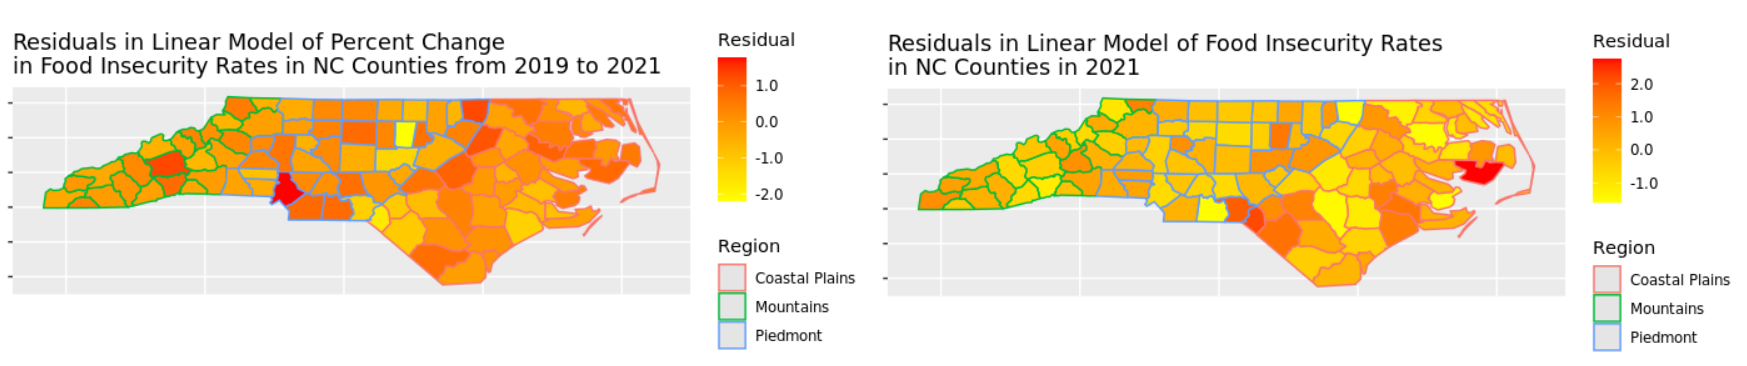 Residuals in Linear Model of Percent Change
in Food Insecurity Rates in NC Counties from 2019 to 2021
Residual
1.0
0.0
-1.0
-2.0
Region
Coastal Plains
Mountains
Piedmont
Residuals in Linear Model of Food Insecurity Rates
in NC Counties in 2021
Residual
2.0
1.0
0.0
-1.0
Region
Coastal Plains
Mountains
Piedmont